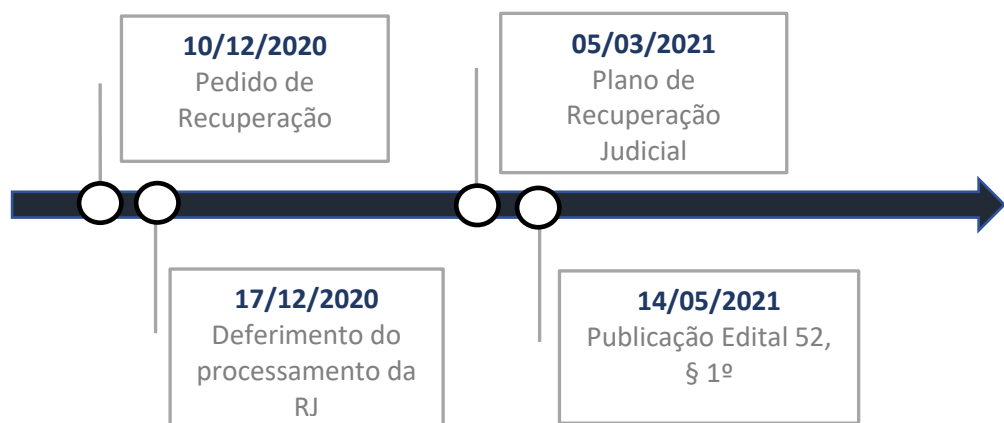 10/12/2020
Pedido de
Recuperação
05/03/2021
Plano de
Recuperação
Judicial
17/12/2020
Deferimento do
processamento da
RJ
14/05/2021
Publicação Edital 52,
§ 1º